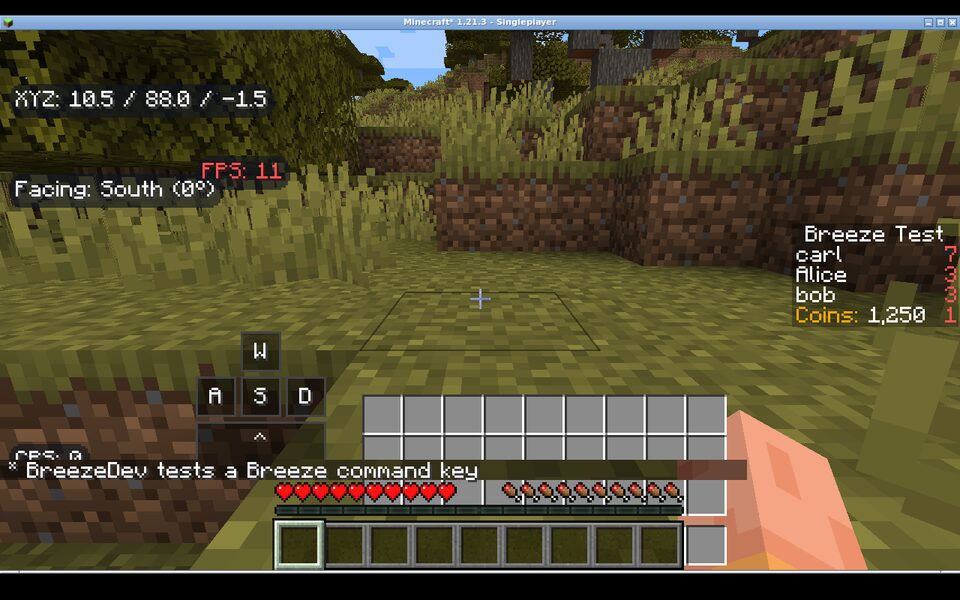 Minecraft* 1.21.3 - Singleplayer
XYZ: 10.5 / 88.0 / -1.5
FPS: 11
Facing: South (0°)
Breeze Test
carl 7
Alice 3
bob 3
Coins: 1,250 1
W
A S D
^
CPS: 0
* BreezeDev tests a Breeze command key